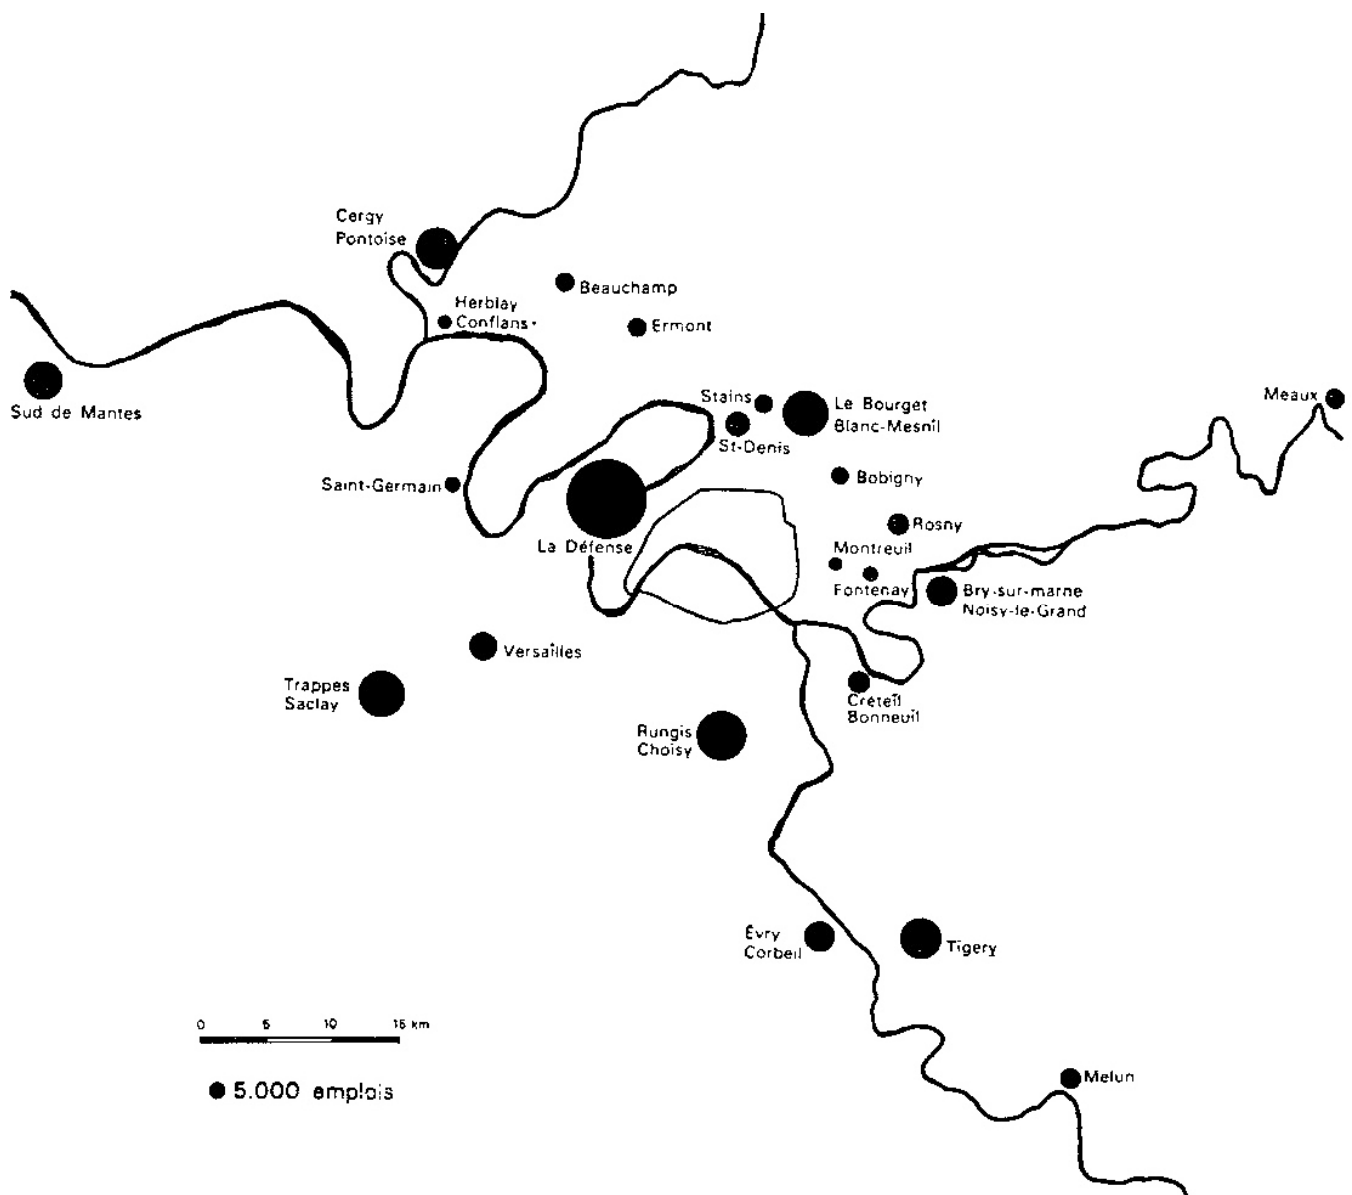 Cergy
Pontoise
Beauchamp
Herblay
Conflans
Ermont
Sud de Mantes
Stains
Le Bourget
Blanc-Mesnil
St-Denis
Meaux
Saint-Germain
Bobigny
Rosny
La Défense
Montreuil
Fontenay
Bry-sur-marne
Noisy-le-Grand
Versailles
Trappes
Saclay
Créteil
Bonneuil
Rungis
Choisy
Évry
Corbeil
Tigery
0 5 10 15 km
5.000 emplois
Melun